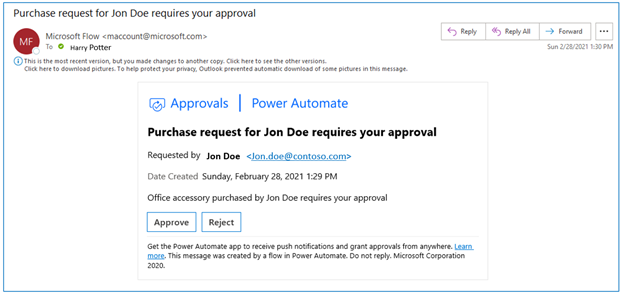 Purchase request for Jon Doe requires your approval
MF
Microsoft Flow <maccount@microsoft.com>
To Harry Potter
Reply
Reply All
Forward
...
Sun 2/28/2021 1:30 PM
This is the most recent version, but you made changes to another copy. Click here to see the other versions.
Click here to download pictures. To help protect your privacy, Outlook prevented automatic download of some pictures in this message.
Approvals | Power Automate
Purchase request for Jon Doe requires your approval
Requested by Jon Doe <Jon.doe@contoso.com>
Date Created Sunday, February 28, 2021 1:29 PM
Office accessory purchased by Jon Doe requires your approval
Approve
Reject
Get the Power Automate app to receive push notifications and grant approvals from anywhere. Learn
more. This message was created by a flow in Power Automate. Do not reply. Microsoft Corporation
2020.